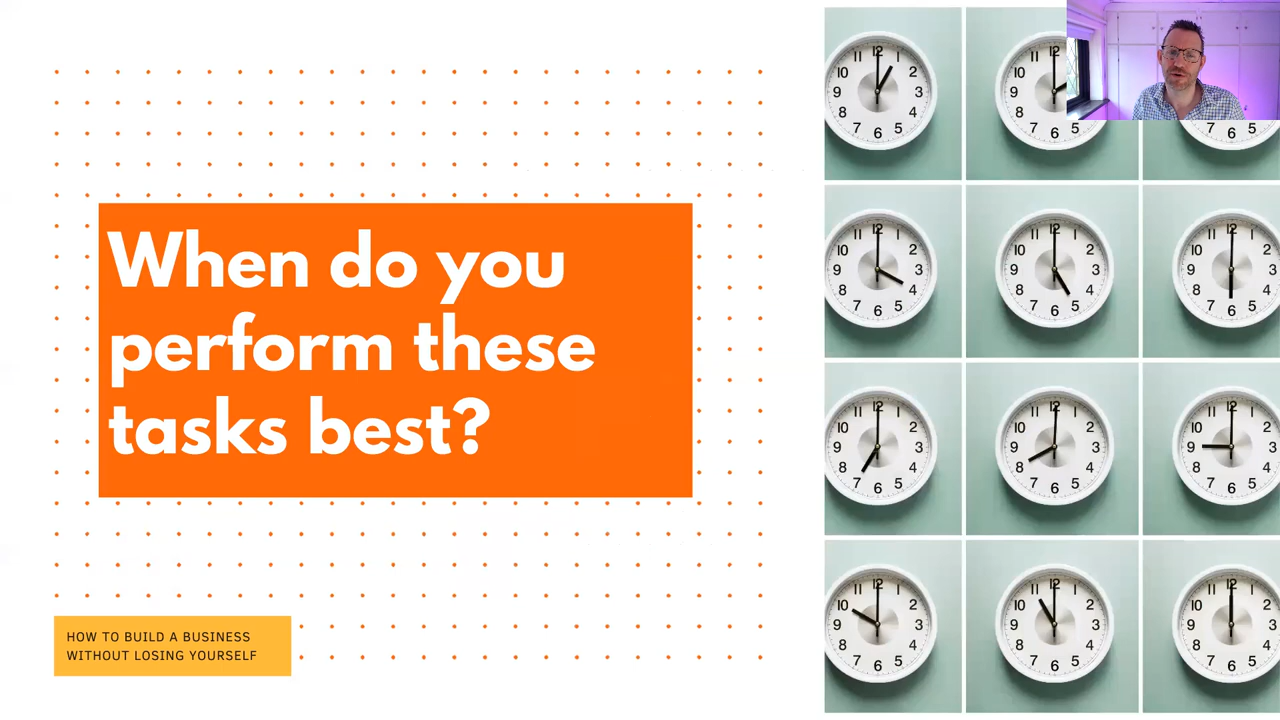 When do you
perform these
tasks best?
HOW TO BUILD A BUSINESS
WITHOUT LOSING YOURSELF